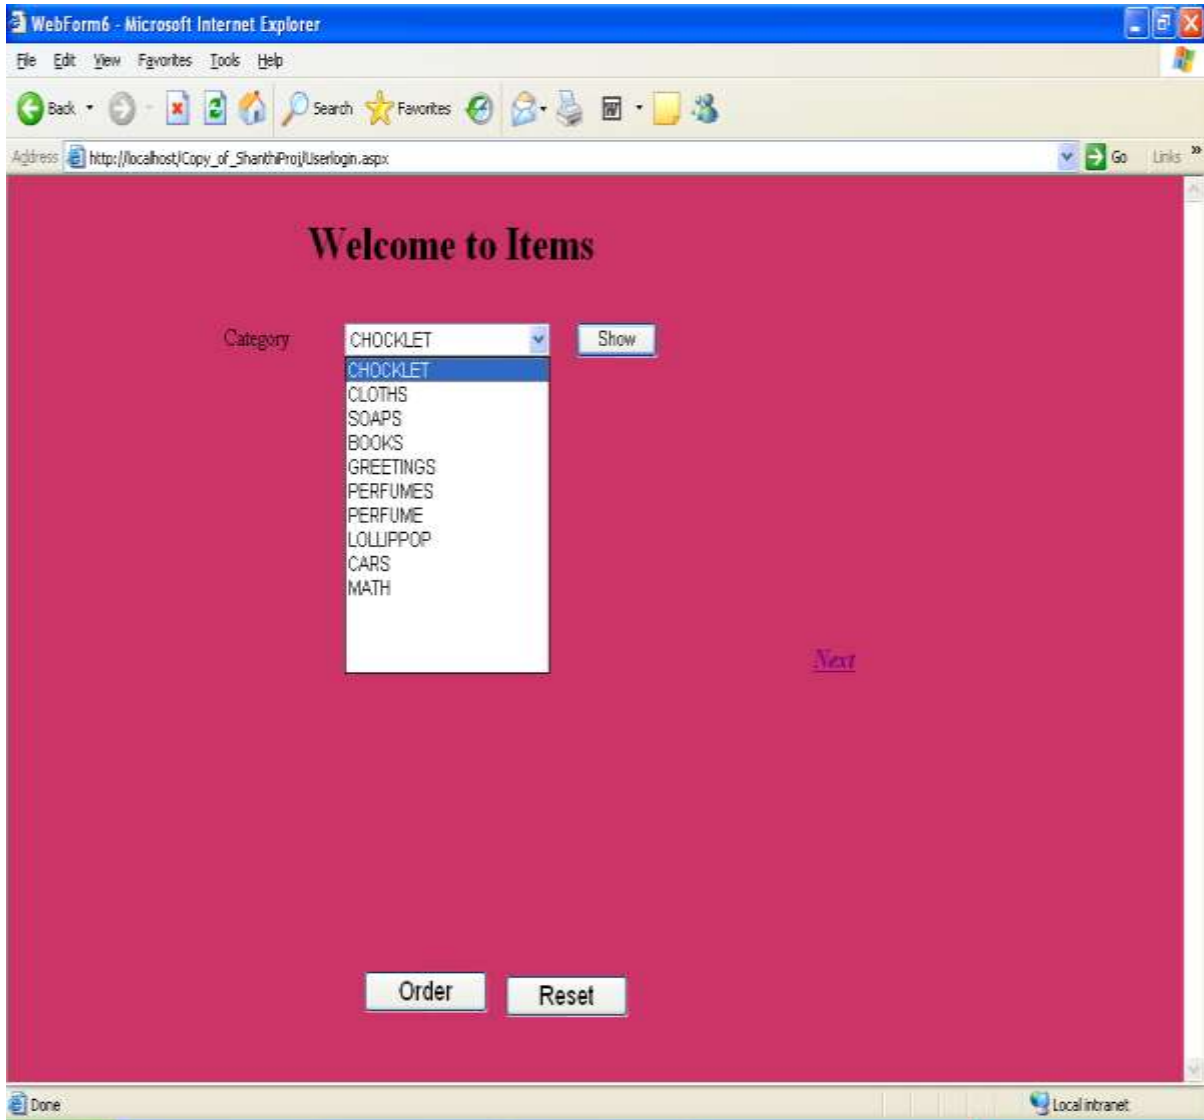 WebForm6 - Microsoft Internet Explorer
File Edit View Favorites Tools Help
Back Search Favorites
Address http://localhost/Copy_of_ShanthiProj/Userlogin.aspx Go Links »
Welcome to Items
Category CHOCKLET Show
CHOCKLET
CLOTHS
SOAPS
BOOKS
GREETINGS
PERFUMES
PERFUME
LOLLIPPOP
CARS
MATH
Next
Order Reset
Done Local intranet